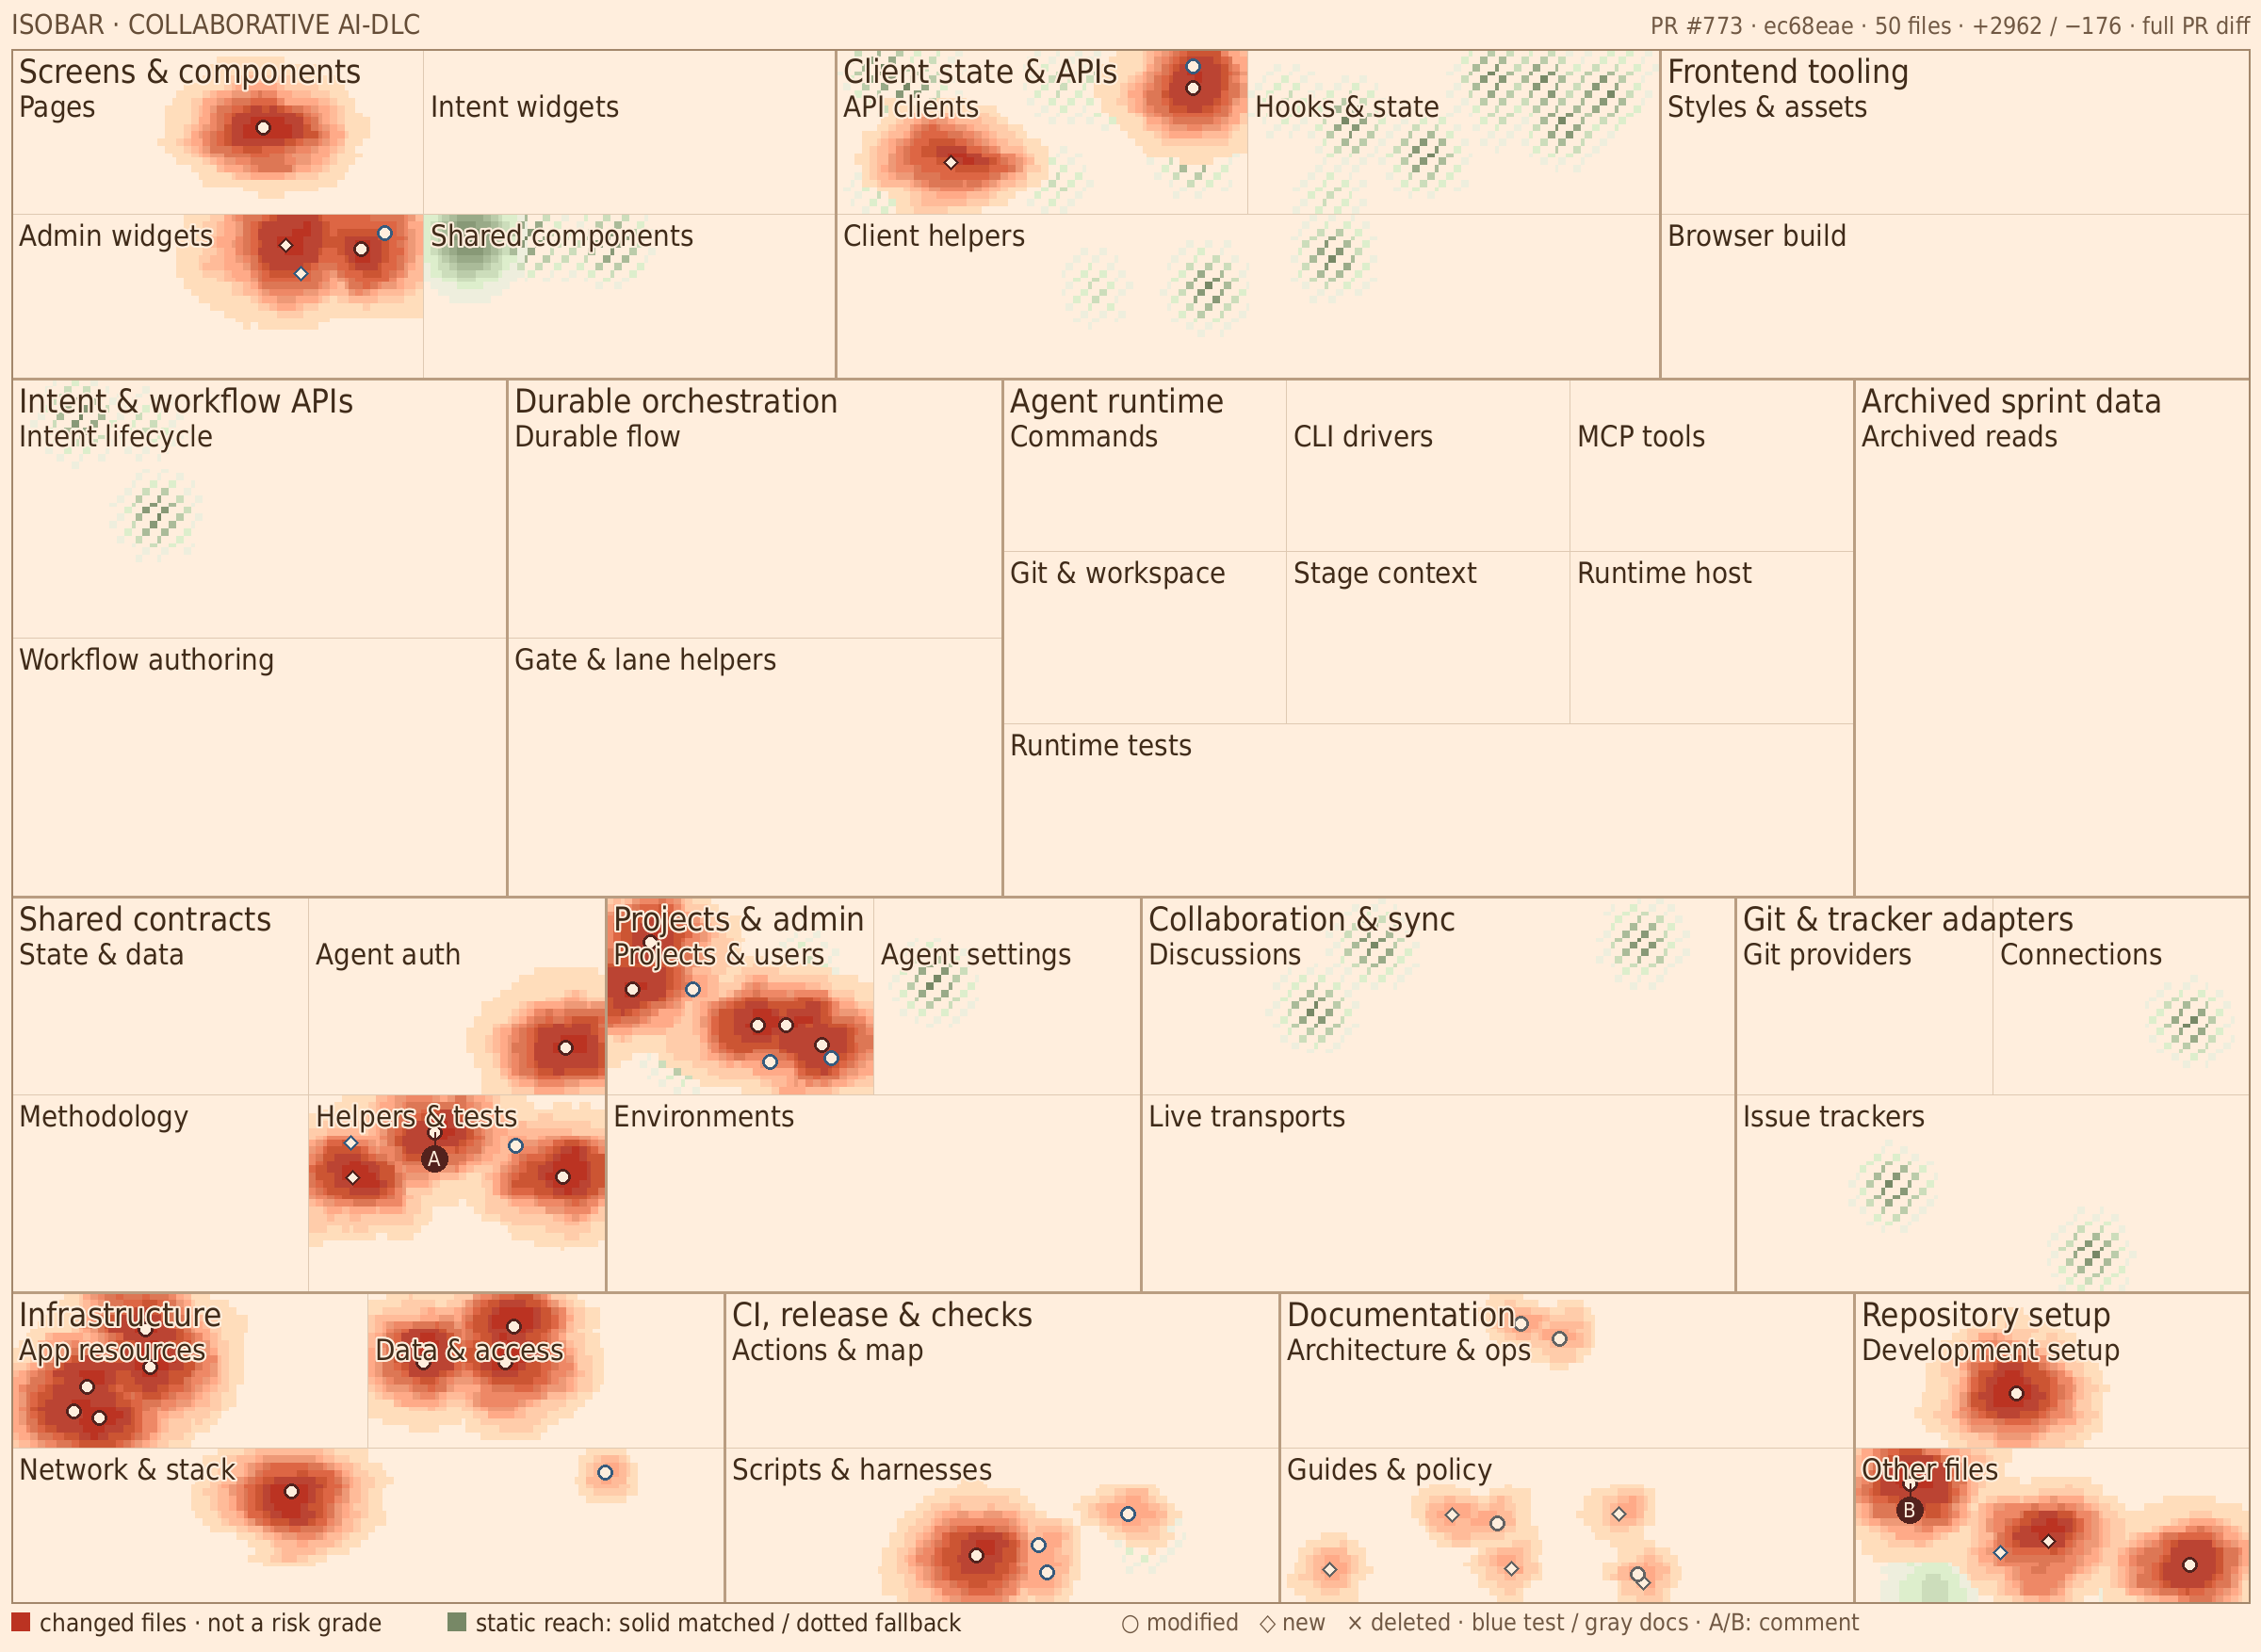 ISOBAR · COLLABORATIVE AI-DLC
PR #773 · ec68eae · 50 files · +2962 / −176 · full PR diff
Screens & components
Pages
Intent widgets
Client state & APIs
API clients
Hooks & state
Frontend tooling
Styles & assets
Admin widgets
Shared components
Client helpers
Browser build
Intent & workflow APIs
Intent lifecycle
Durable orchestration
Durable flow
Agent runtime
Commands
CLI drivers
MCP tools
Archived sprint data
Archived reads
Git & workspace
Stage context
Runtime host
Workflow authoring
Gate & lane helpers
Runtime tests
Shared contracts
State & data
Agent auth
Projects & admin
Projects & users
Agent settings
Collaboration & sync
Discussions
Git & tracker adapters
Git providers
Connections
Methodology
Helpers & tests
A
Environments
Live transports
Issue trackers
Infrastructure
App resources
Data & access
CI, release & checks
Actions & map
Documentation
Architecture & ops
Repository setup
Development setup
Network & stack
Scripts & harnesses
Guides & policy
Other files
B
changed files · not a risk grade
static reach: solid matched / dotted fallback
○ modified ◇ new × deleted · blue test / gray docs · A/B: comment